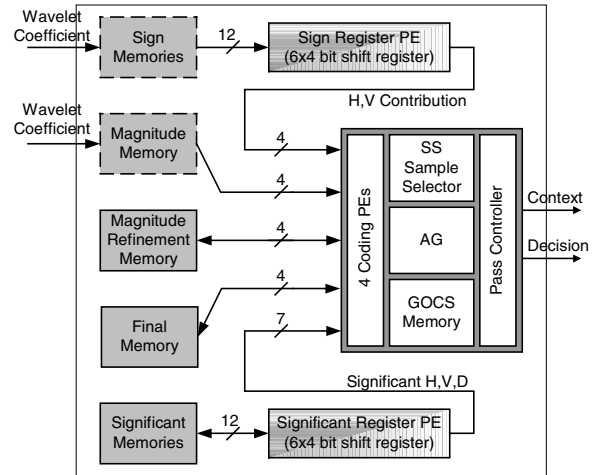 Wavelet
Coefficient
Sign
Memories
12
Sign Register PE
(6x4 bit shift register)
H,V Contribution
Wavelet
Coefficient
Magnitude
Memory
4
4
Magnitude
Refinement
Memory
4
4
Final
Memory
7
4 Coding PEs
SS
Sample
Selector
AG
GOCS
Memory
Pass Controller
Context
Decision
Significant H,V,D
Significant
Memories
12
Significant Register PE
(6x4 bit shift register)